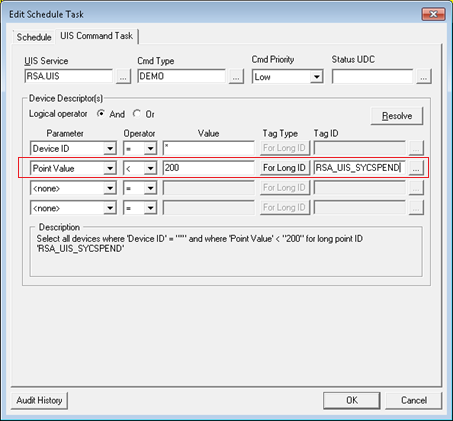 Edit Schedule Task
Schedule UIS Command Task
UIS Service Cmd Type Cmd Priority Status UDC
RSA.UIS ... DEMO ... Low ...
Device Descriptor(s)
Logical operator And Or Resolve
Parameter Operator Value Tag Type Tag ID
Device ID = * For Long ID ...
Point Value < 200 For Long ID RSA_UIS_SYCSPEND ...
<none> = For Long ID ...
<none> = For Long ID ...
Description
Select all devices where 'Device ID' = "*" and where 'Point Value' < "200" for long point ID
'RSA_UIS_SYCSPEND'
Audit History OK Cancel